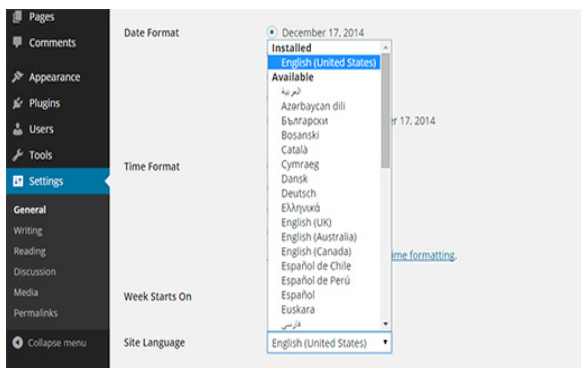 Pages
Comments
Appearance
Plugins
Users
Tools
Settings
General
Writing
Reading
Discussion
Media
Permalinks
Collapse menu
Date Format
December 17, 2014
Installed
English (United States)
Available
العربية
Azərbaycan dili
Български
Bosanski
Català
Cymraeg
Dansk
Deutsch
Ελληνικά
English (UK)
English (Australia)
English (Canada)
Español de Chile
Español de Perú
Español
Euskara
فارسی
r 17, 2014
Time Format
ime formatting.
Week Starts On
Site Language
English (United States)